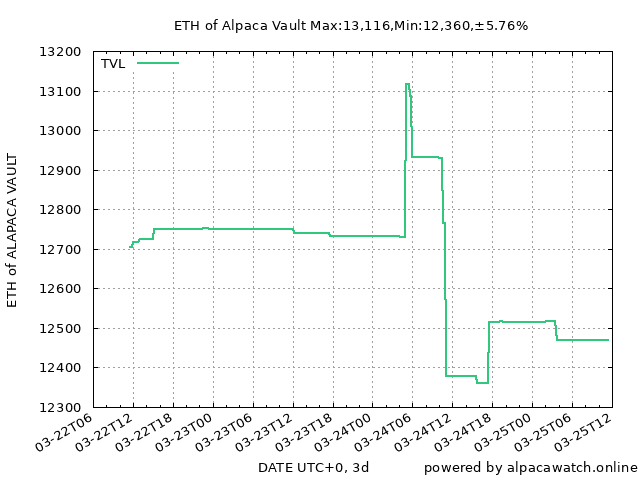 ETH of Alpaca Vault Max:13,116,Min:12,360,±5.76%
TVL
13200
13100
13000
12900
12800
12700
12600
12500
12400
12300
ETH of ALAPACA VAULT
03-22T06
03-22T12
03-22T18
03-23T00
03-23T06
03-23T12
03-23T18
03-24T00
03-24T06
03-24T12
03-24T18
03-25T00
03-25T06
03-25T12
DATE UTC+0, 3d
powered by alpacawatch.online